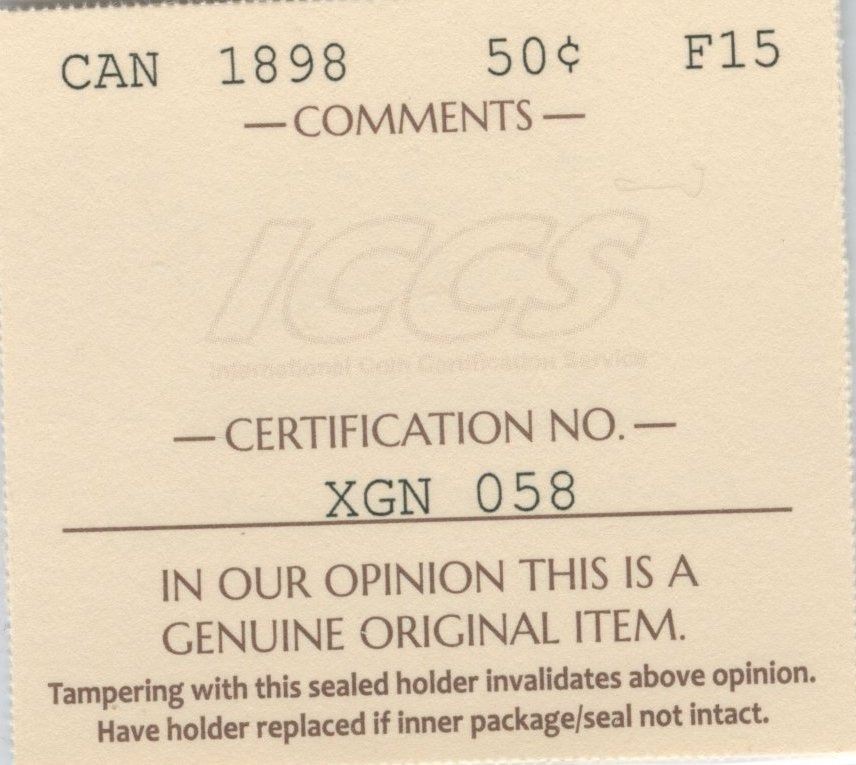 CAN 1898 50¢ F15
— COMMENTS —
ICCS
International Coin Certification Service
— CERTIFICATION NO. —
XGN 058
IN OUR OPINION THIS IS A
GENUINE ORIGINAL ITEM.
Tampering with this sealed holder invalidates above opinion.
Have holder replaced if inner package/seal not intact.